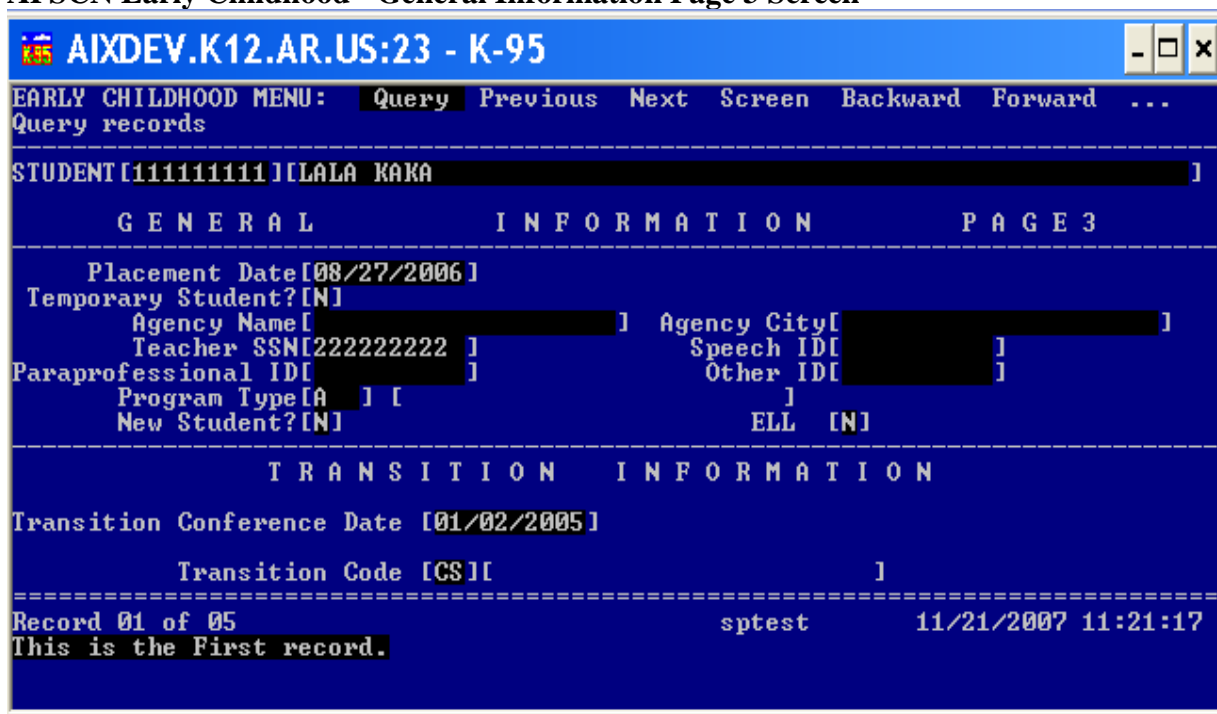 APSCN Early Childhood - General Information Page 3 Screen
K95 AIXDEV.K12.AR.US:23 - K-95
EARLY CHILDHOOD MENU: Query Previous Next Screen Backward Forward ...
Query records
STUDENT[111111111][LALA KAKA ]
G E N E R A L I N F O R M A T I O N P A G E 3
Placement Date[08/27/2006]
Temporary Student?[N]
Agency Name[ ] Agency City[ ]
Teacher SSN[222222222 ] Speech ID[ ]
Paraprofessional ID[ ] Other ID[ ]
Program Type[A ] [ ]
New Student?[N] ELL [N]
T R A N S I T I O N I N F O R M A T I O N
Transition Conference Date [01/02/2005]
Transition Code [CS][ ]
Record 01 of 05 sptest 11/21/2007 11:21:17
This is the First record.